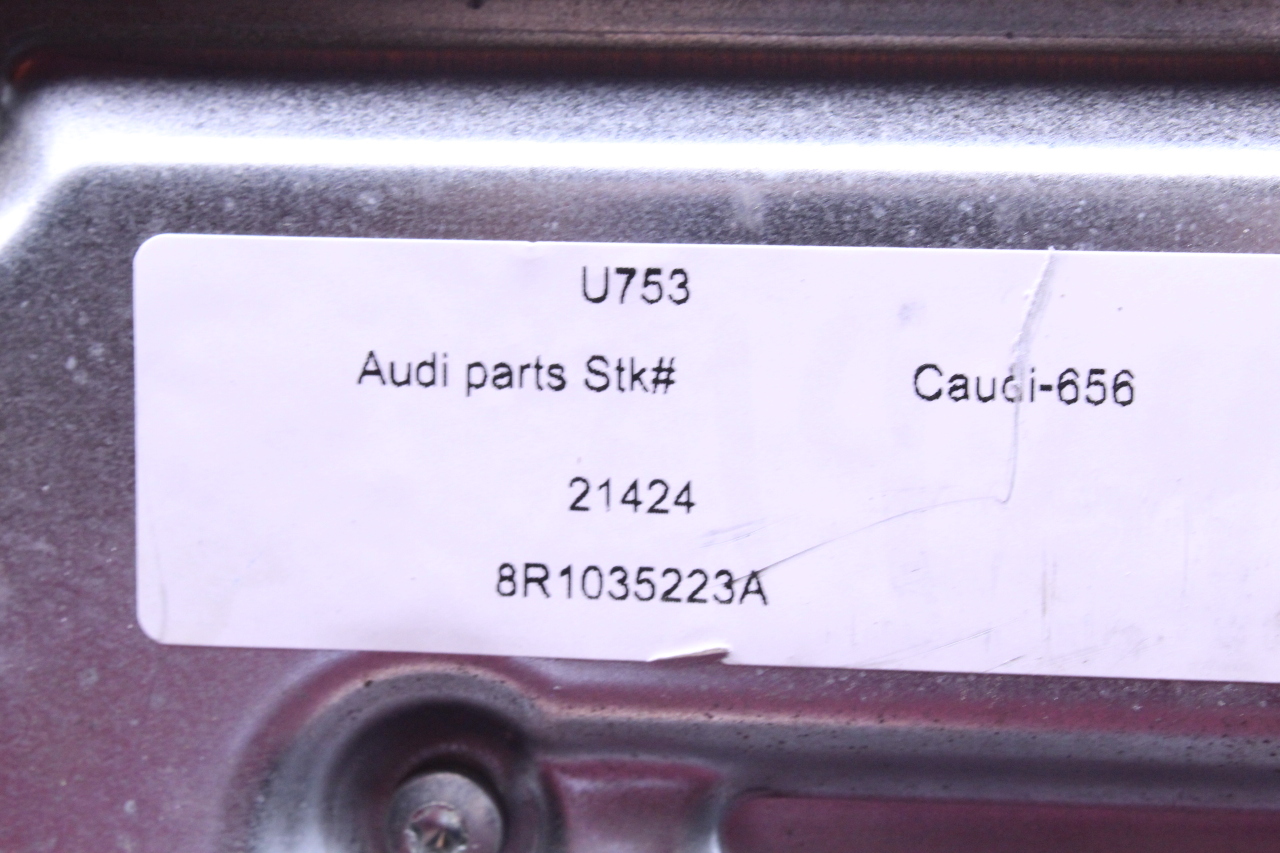 U753
Audi parts Stk# Caudi-656
21424
8R1035223A